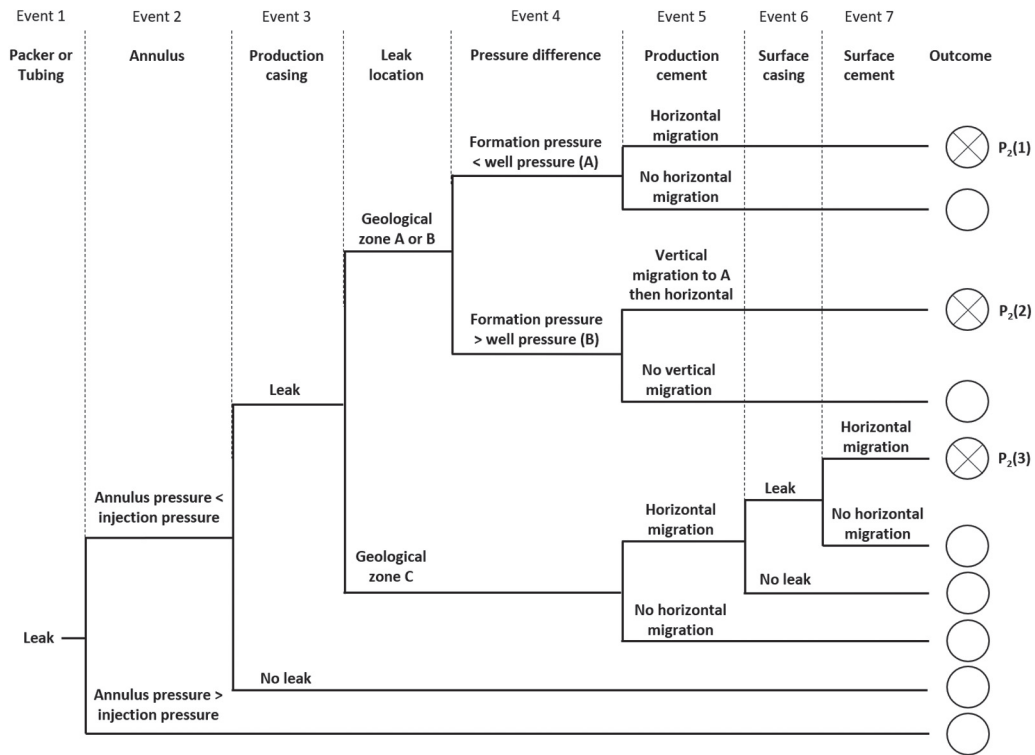 Event 1 Event 2 Event 3 Event 4 Event 5 Event 6 Event 7
Packer or
Tubing
Annulus
Production
casing
Leak
location
Pressure difference
Production
cement
Surface
casing
Surface
cement
Outcome
Horizontal
migration
P₂(1)
Formation pressure
< well pressure (A)
No horizontal
migration
Geological
zone A or B
Vertical
migration to A
then horizontal
P₂(2)
Formation pressure
> well pressure (B)
No vertical
migration
Leak
Horizontal
migration
P₂(3)
Leak
Annulus pressure <
injection pressure
Horizontal
migration
No horizontal
migration
Geological
zone C
No leak
No horizontal
migration
Leak
No leak
Annulus pressure >
injection pressure